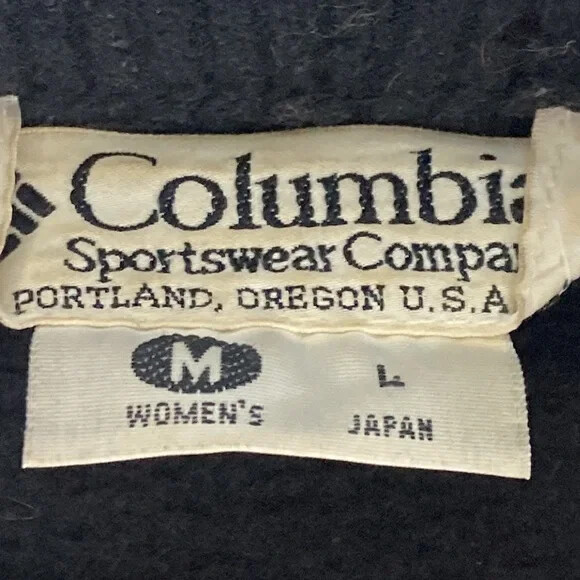 Columbia
Sportswear Compa
PORTLAND, OREGON U.S.A
M L
WOMEN'S JAPAN